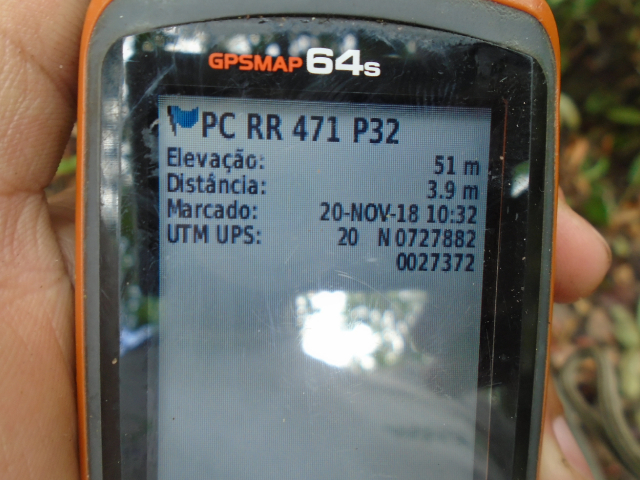 GPSMAP 64s
PC RR 471 P32
Elevação: 51 m
Distância: 3.9 m
Marcado: 20-NOV-18 10:32
UTM UPS: 20 N 0727882
0027372